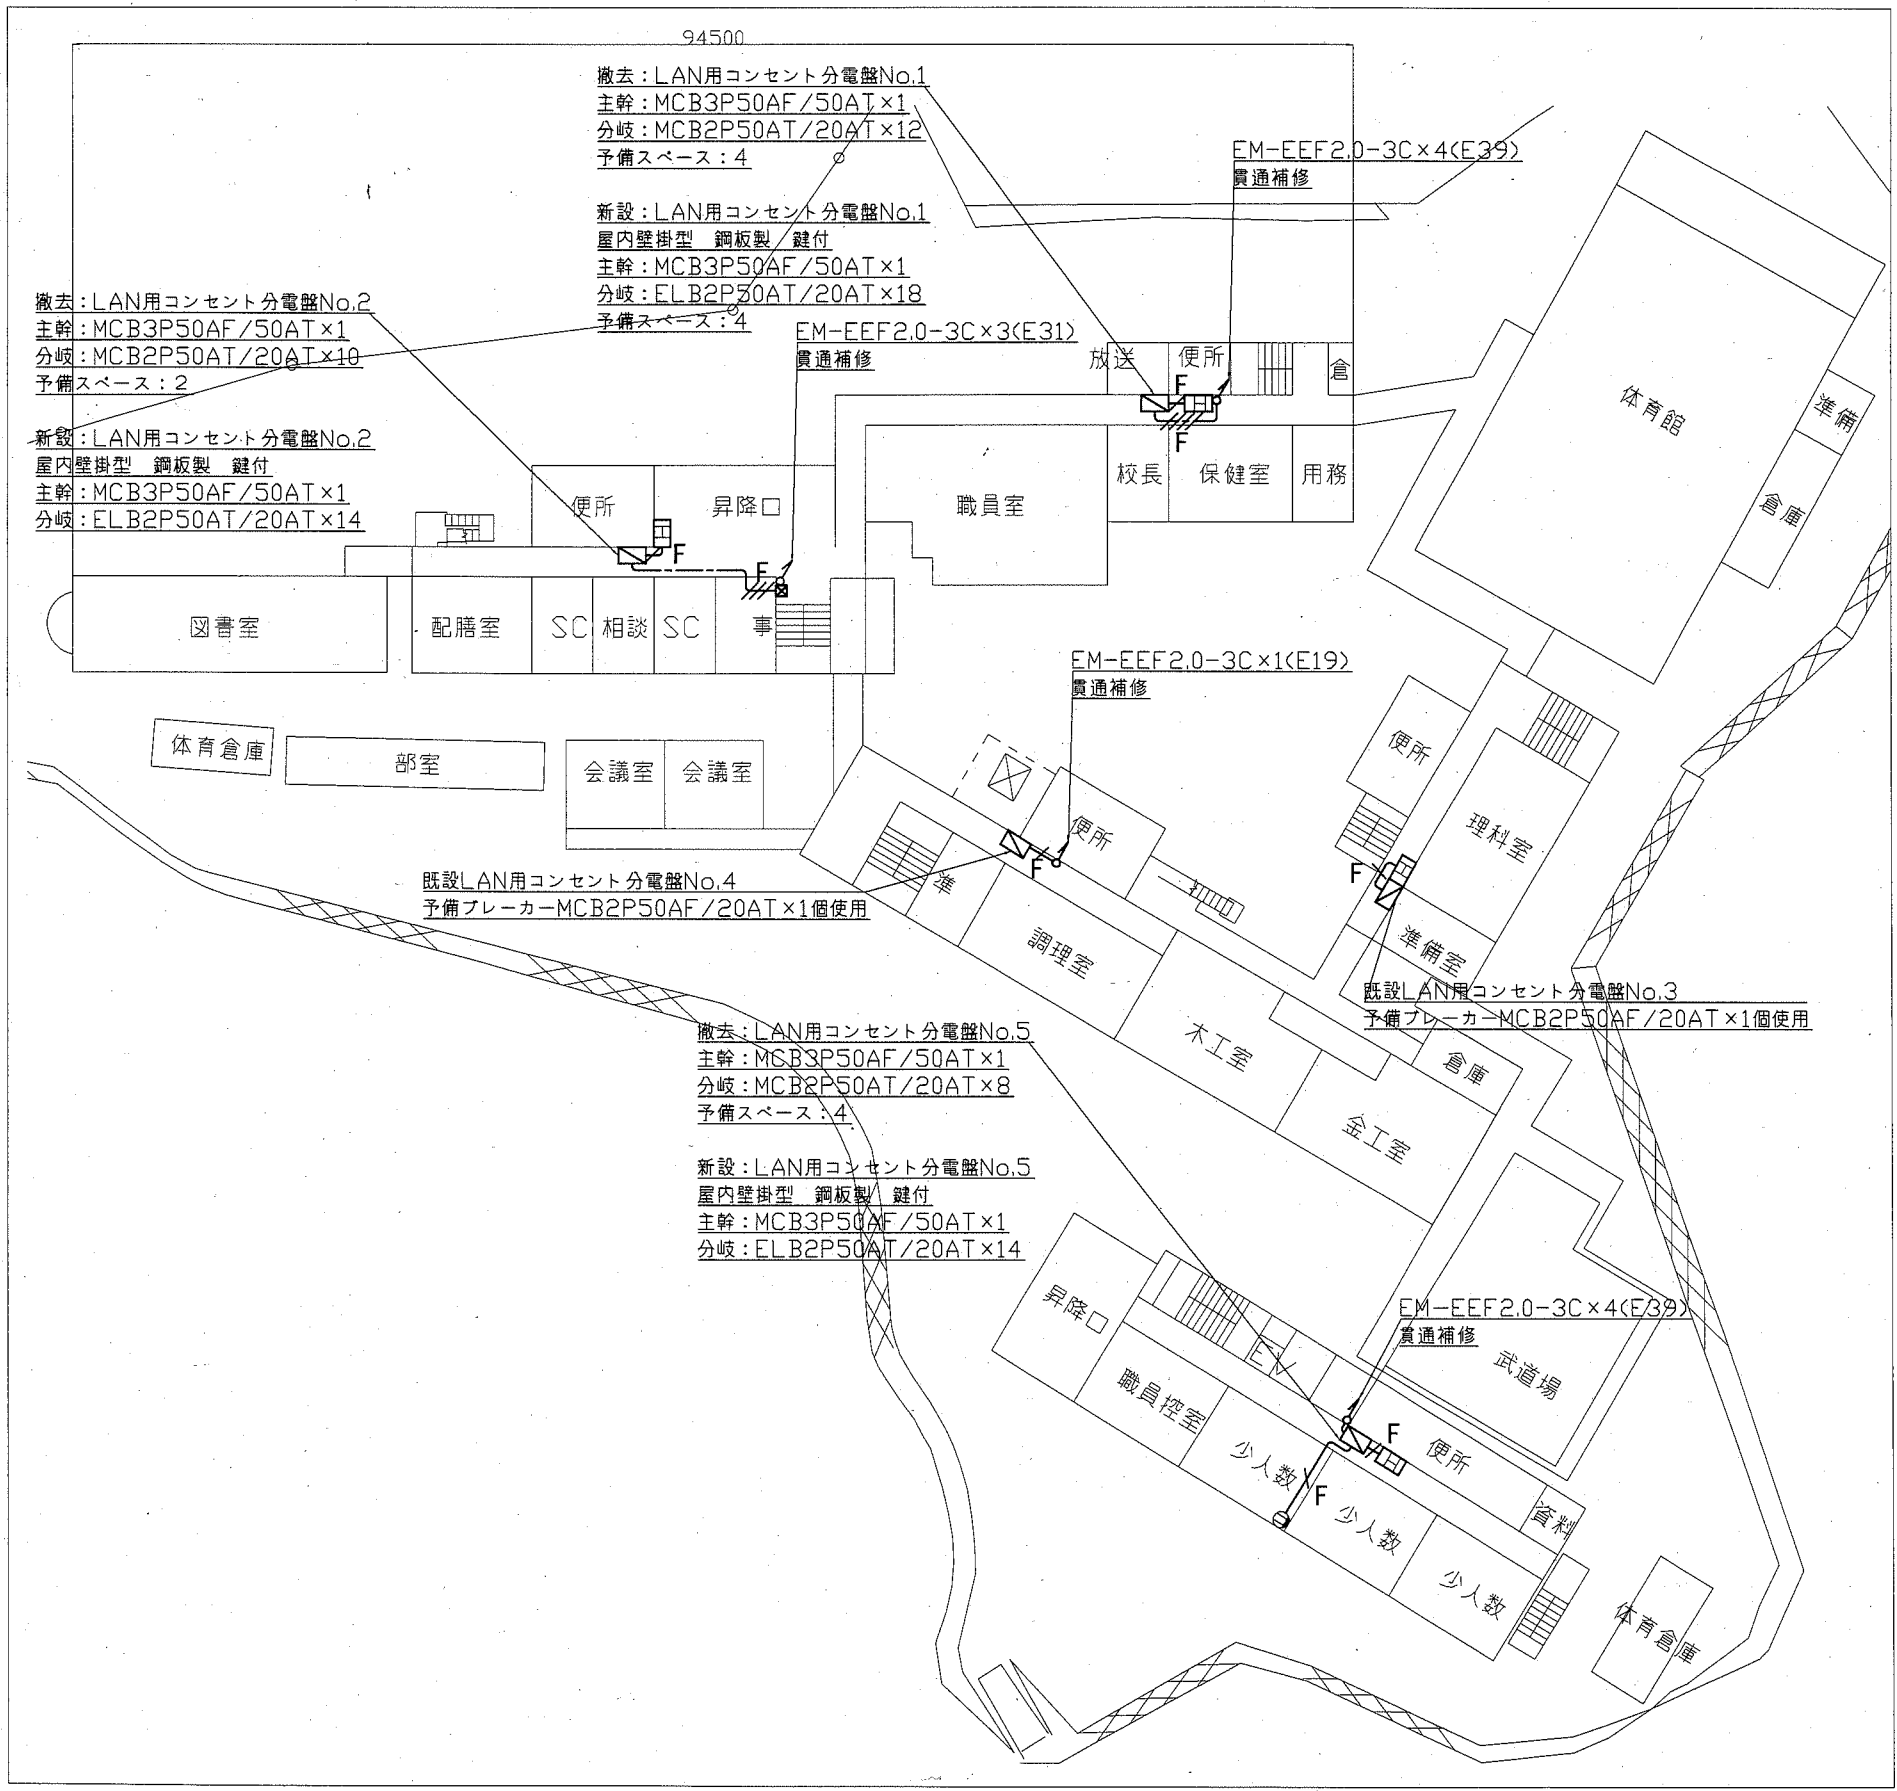 94500
撤去：LAN用コンセント分電盤No.1
主幹：MCB3P50AF/50AT×1
分岐：MCB2P50AT/20AT×12
予備スペース：4
EM-EEF2.0-3C×4(E39)
貫通補修
新設：LAN用コンセント分電盤No.1
屋内壁掛型　鋼板製　鍵付
主幹：MCB3P50AF/50AT×1
分岐：ELB2P50AT/20AT×18
予備スペース：4
撤去：LAN用コンセント分電盤No.2
主幹：MCB3P50AF/50AT×1
分岐：MCB2P50AT/20AT×10
予備スペース：2
EM-EEF2.0-3C×3(E31)
貫通補修
新設：LAN用コンセント分電盤No.2
屋内壁掛型　鋼板製　鍵付
主幹：MCB3P50AF/50AT×1
分岐：ELB2P50AT/20AT×14
放送
便所
倉
F
F
体育館
準備
倉庫
職員室
校長
保健室
用務
便所
昇降口
F
F
図書室
配膳室
SC
相談
SC
事
EM-EEF2.0-3C×1(E19)
貫通補修
体育倉庫
部室
会議室
会議室
便所
理科室
F
準備室
便所
F
準
調理室
木工室
金工室
倉庫
既設LAN用コンセント分電盤No.4
予備ブレーカーMCB2P50AF/20AT×1個使用
既設LAN用コンセント分電盤No.3
予備ブレーカーMCB2P50AF/20AT×1個使用
撤去：LAN用コンセント分電盤No.5
主幹：MCB3P50AF/50AT×1
分岐：MCB2P50AT/20AT×8
予備スペース：4
新設：LAN用コンセント分電盤No.5
屋内壁掛型　鋼板製　鍵付
主幹：MCB3P50AF/50AT×1
分岐：ELB2P50AT/20AT×14
EM-EEF2.0-3C×4(E39)
貫通補修
武道場
昇降口
EV
職員控室
少人数
F
便所
F
少人数
資料
少人数
体育倉庫